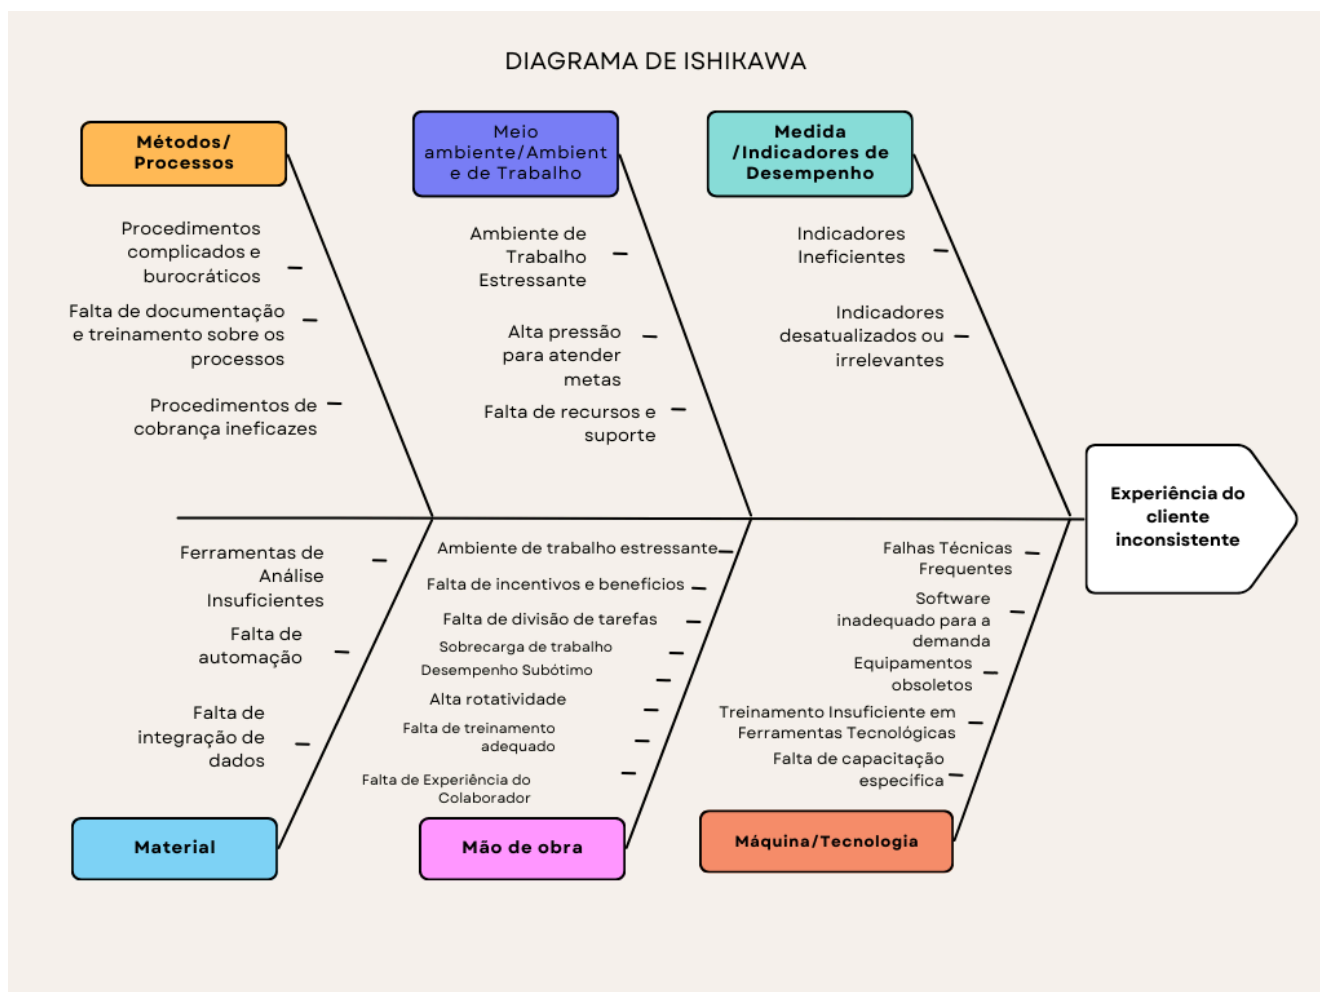 DIAGRAMA DE ISHIKAWA
Métodos/
Processos
Procedimentos
complicados e
burocráticos
Falta de documentação
e treinamento sobre os
processos
Procedimentos de
cobrança ineficazes
Meio
ambiente/Ambient
e de Trabalho
Ambiente de
Trabalho
Estressante
Alta pressão
para atender
metas
Falta de recursos e
suporte
Medida
/Indicadores de
Desempenho
Indicadores
Ineficientes
Indicadores
desatualizados ou
irrelevantes
Experiência do
cliente
inconsistente
Ferramentas de
Análise
Insuficientes
Falta de
automação
Falta de
integração de
dados
Material
Ambiente de trabalho estressante
Falta de incentivos e benefícios
Falta de divisão de tarefas
Sobrecarga de trabalho
Desempenho Subótimo
Alta rotatividade
Falta de treinamento
adequado
Falta de Experiência do
Colaborador
Mão de obra
Falhas Técnicas
Frequentes
Software
inadequado para a
demanda
Equipamentos
obsoletos
Treinamento Insuficiente em
Ferramentas Tecnológicas
Falta de capacitação
específica
Máquina/Tecnologia